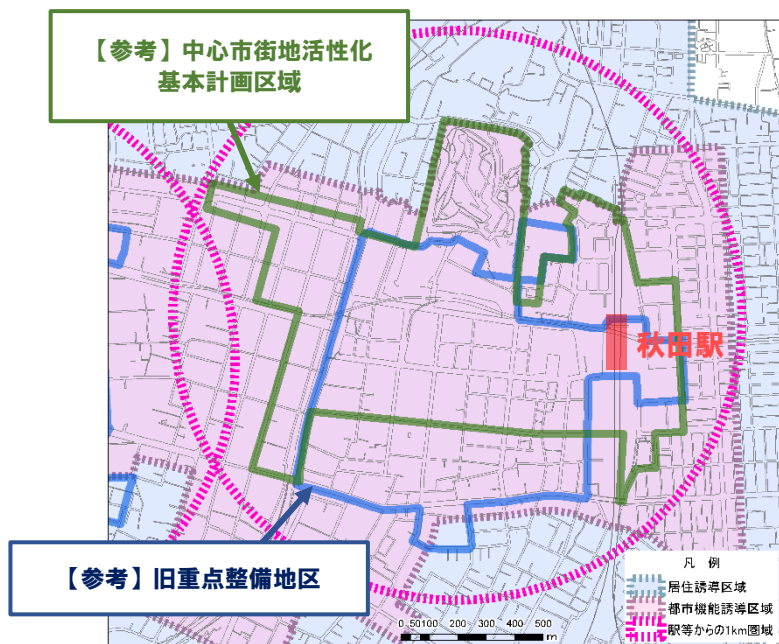 【参考】中心市街地活性化
基本計画区域
秋田駅
【参考】旧重点整備地区
凡 例
居住誘導区域
都市機能誘導区域
駅等からの1km圏域
0 50100 200 300 400 500
m